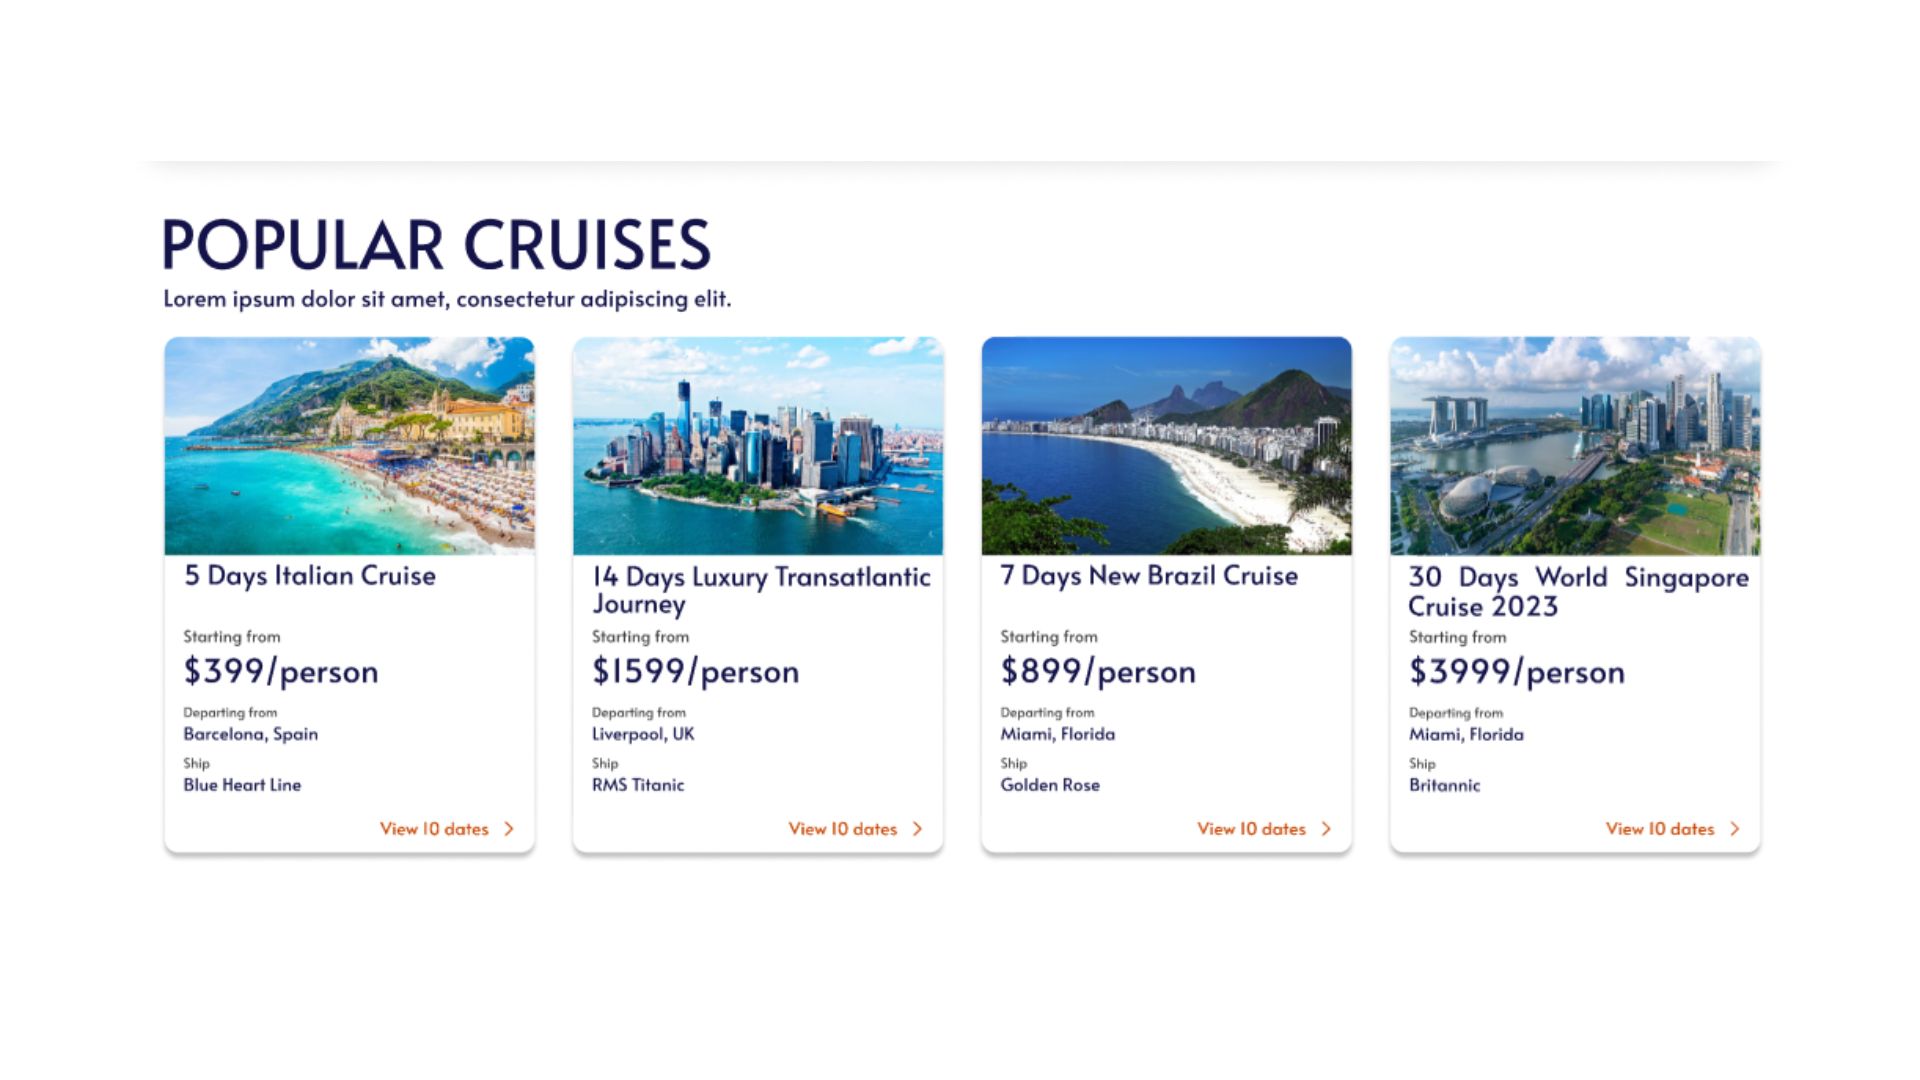 POPULAR CRUISES
Lorem ipsum dolor sit amet, consectetur adipiscing elit.
5 Days Italian Cruise
Starting from
$399/person
Departing from
Barcelona, Spain
Ship
Blue Heart Line
View 10 dates
14 Days Luxury Transatlantic
Journey
Starting from
$1599/person
Departing from
Liverpool, UK
Ship
RMS Titanic
View 10 dates
7 Days New Brazil Cruise
Starting from
$899/person
Departing from
Miami, Florida
Ship
Golden Rose
View 10 dates
30 Days World Singapore
Cruise 2023
Starting from
$3999/person
Departing from
Miami, Florida
Ship
Britannic
View 10 dates